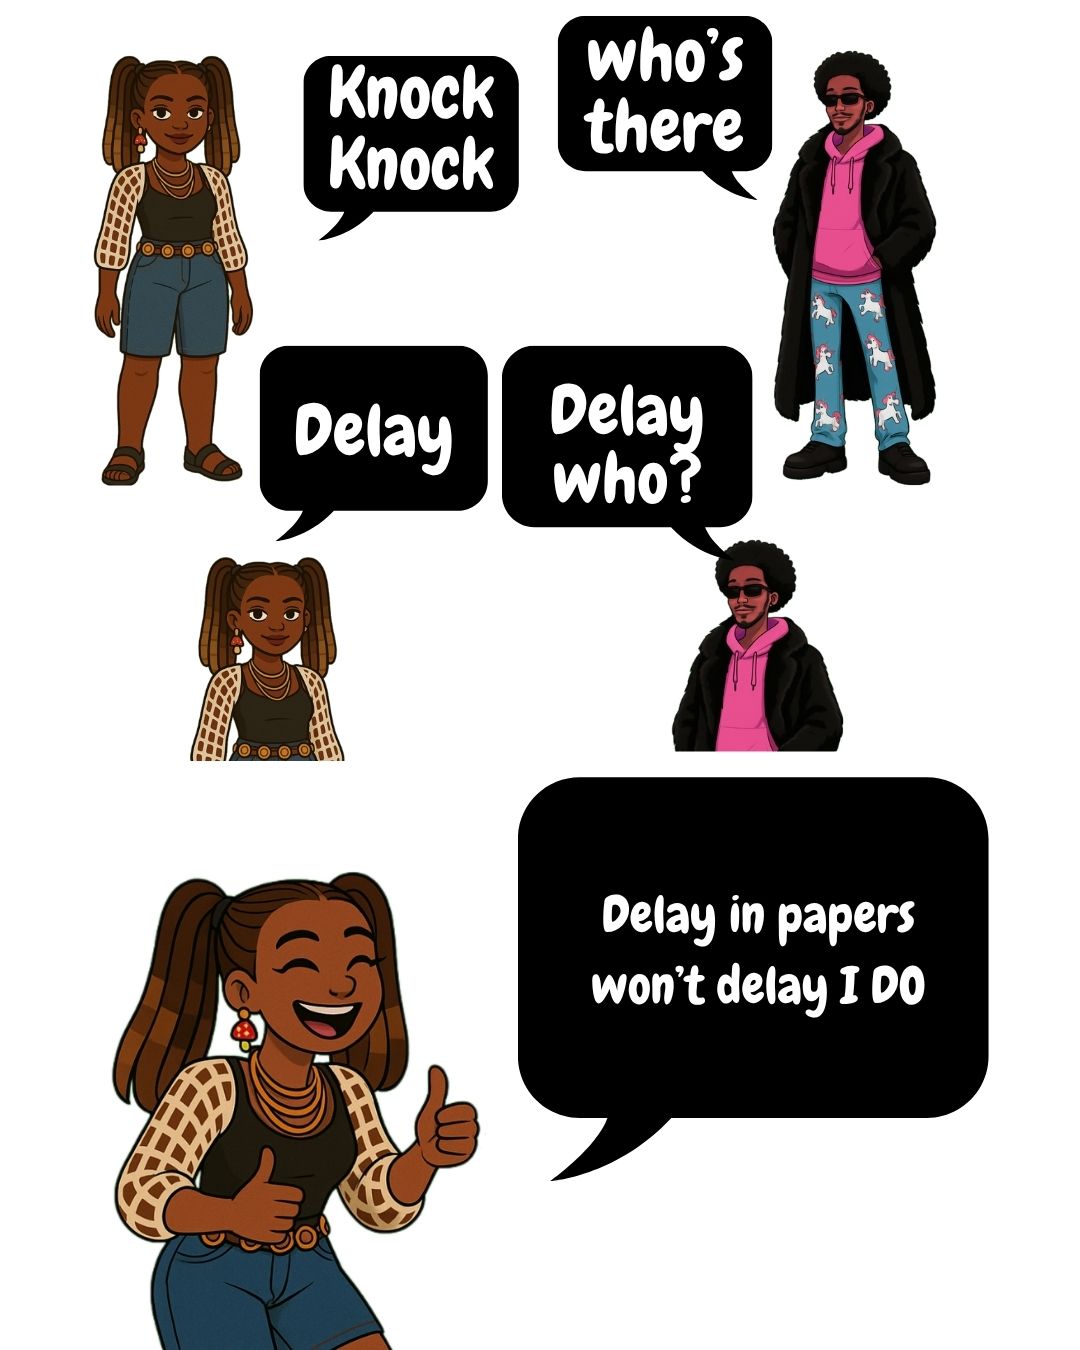 Knock
Knock
who's
there
Delay
Delay
who?
Delay in papers
won't delay I DO